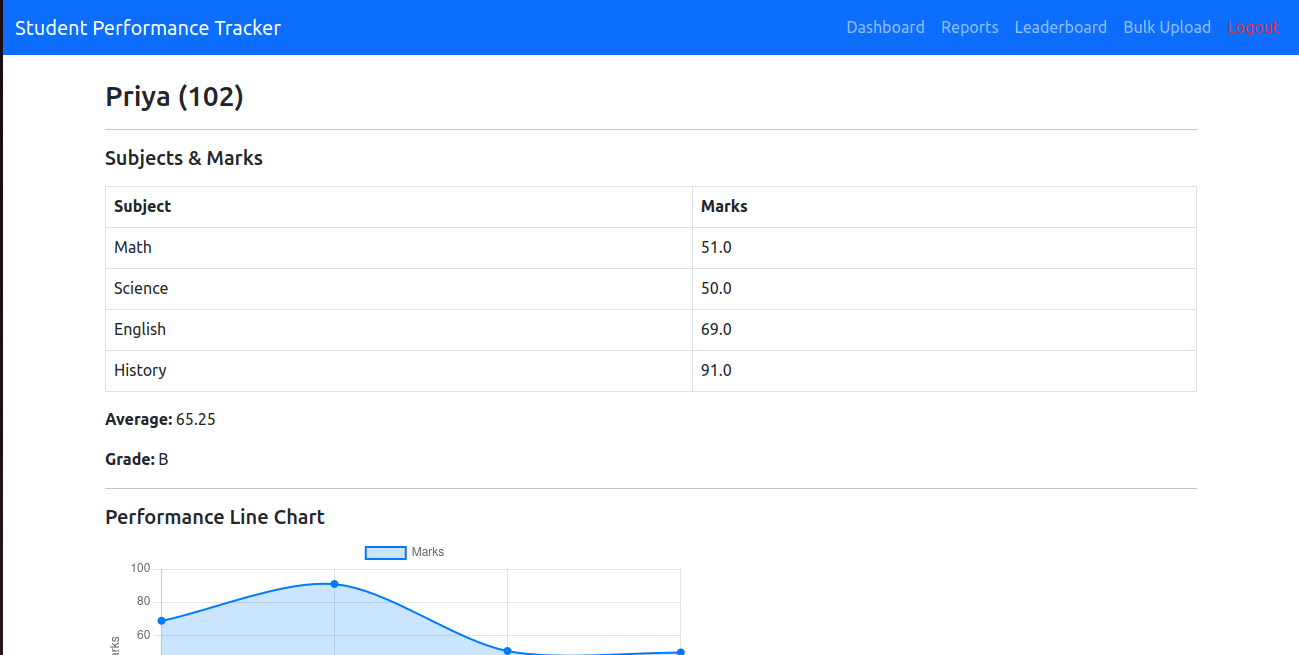 Student Performance Tracker Dashboard Reports Leaderboard Bulk Upload Logout
Priya (102)
Subjects & Marks
Subject Marks
Math 51.0
Science 50.0
English 69.0
History 91.0
Average: 65.25
Grade: B
Performance Line Chart
Marks
100
80
60